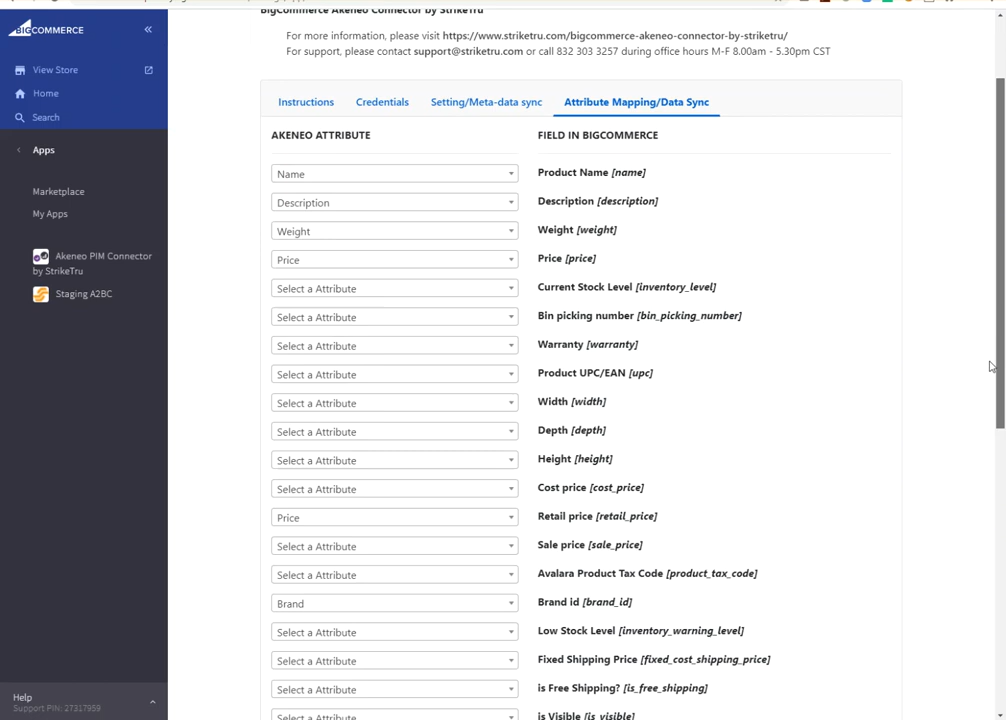 BigCommerce Akeneo Connector by StrikeTru
For more information, please visit https://www.striketru.com/bigcommerce-akeneo-connector-by-striketru/
For support, please contact support@striketru.com or call 832 303 3257 during office hours M-F 8.00am - 5.30pm CST
BIGCOMMERCE
View Store
Home
Search
Apps
Marketplace
My Apps
Akeneo PIM Connector
by StrikeTru
Staging A2BC
Help
Support PIN: 27317959
Instructions Credentials Setting/Meta-data sync Attribute Mapping/Data Sync
AKENEO ATTRIBUTE FIELD IN BIGCOMMERCE
Name Product Name [name]
Description Description [description]
Weight Weight [weight]
Price Price [price]
Select a Attribute Current Stock Level [inventory_level]
Select a Attribute Bin picking number [bin_picking_number]
Select a Attribute Warranty [warranty]
Select a Attribute Product UPC/EAN [upc]
Select a Attribute Width [width]
Select a Attribute Depth [depth]
Select a Attribute Height [height]
Select a Attribute Cost price [cost_price]
Price Retail price [retail_price]
Select a Attribute Sale price [sale_price]
Select a Attribute Avalara Product Tax Code [product_tax_code]
Brand Brand id [brand_id]
Select a Attribute Low Stock Level [inventory_warning_level]
Select a Attribute Fixed Shipping Price [fixed_cost_shipping_price]
Select a Attribute is Free Shipping? [is_free_shipping]
Select a Attribute is Visible [is_visible]